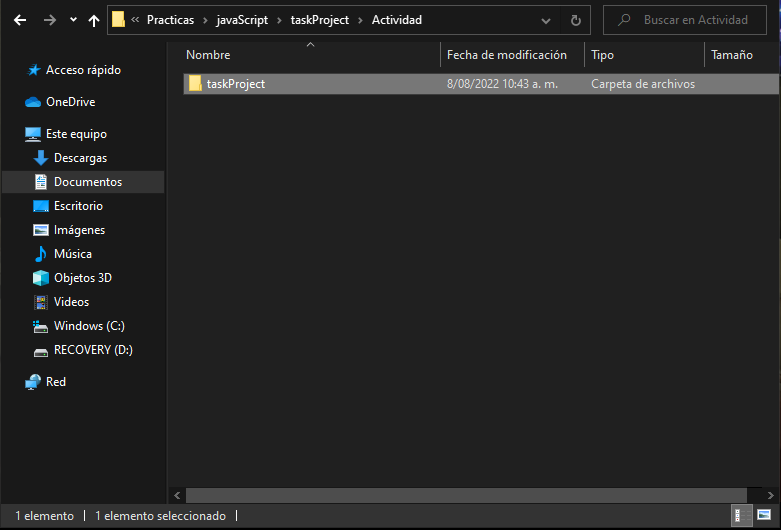 « Practicas > javaScript > taskProject > Actividad
Buscar en Actividad
Nombre Fecha de modificación Tipo Tamaño
taskProject 8/08/2022 10:43 a. m. Carpeta de archivos
Acceso rápido
OneDrive
Este equipo
Descargas
Documentos
Escritorio
Imágenes
Música
Objetos 3D
Videos
Windows (C:)
RECOVERY (D:)
Red
1 elemento | 1 elemento seleccionado |